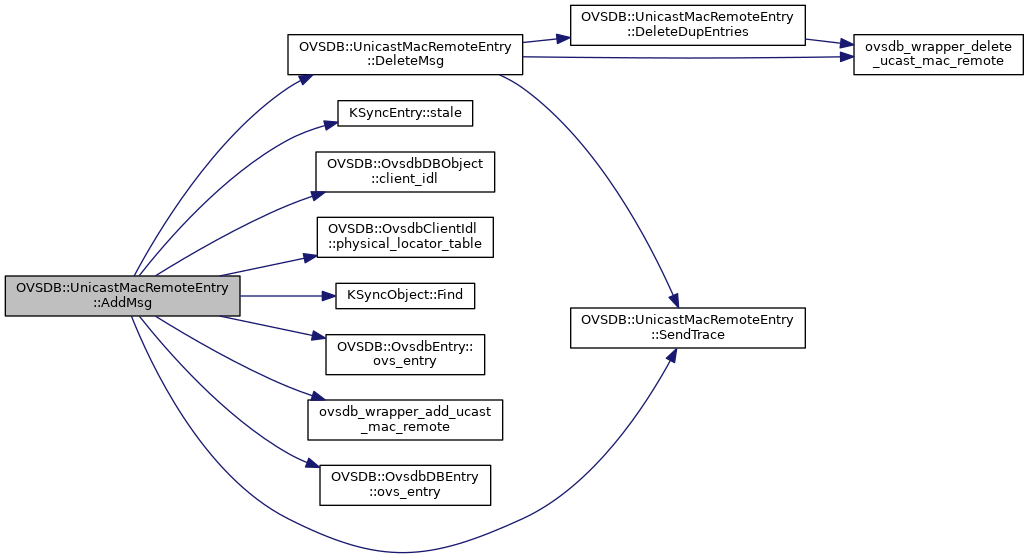 OVSDB::UnicastMacRemoteEntry
::AddMsg
OVSDB::UnicastMacRemoteEntry
::DeleteMsg
KSyncEntry::stale
OVSDB::OvsdbDBObject
::client_idl
OVSDB::OvsdbClientIdl
::physical_locator_table
KSyncObject::Find
OVSDB::OvsdbEntry::
ovs_entry
ovsdb_wrapper_add_ucast
_mac_remote
OVSDB::OvsdbDBEntry
::ovs_entry
OVSDB::UnicastMacRemoteEntry
::DeleteDupEntries
OVSDB::UnicastMacRemoteEntry
::SendTrace
ovsdb_wrapper_delete
_ucast_mac_remote